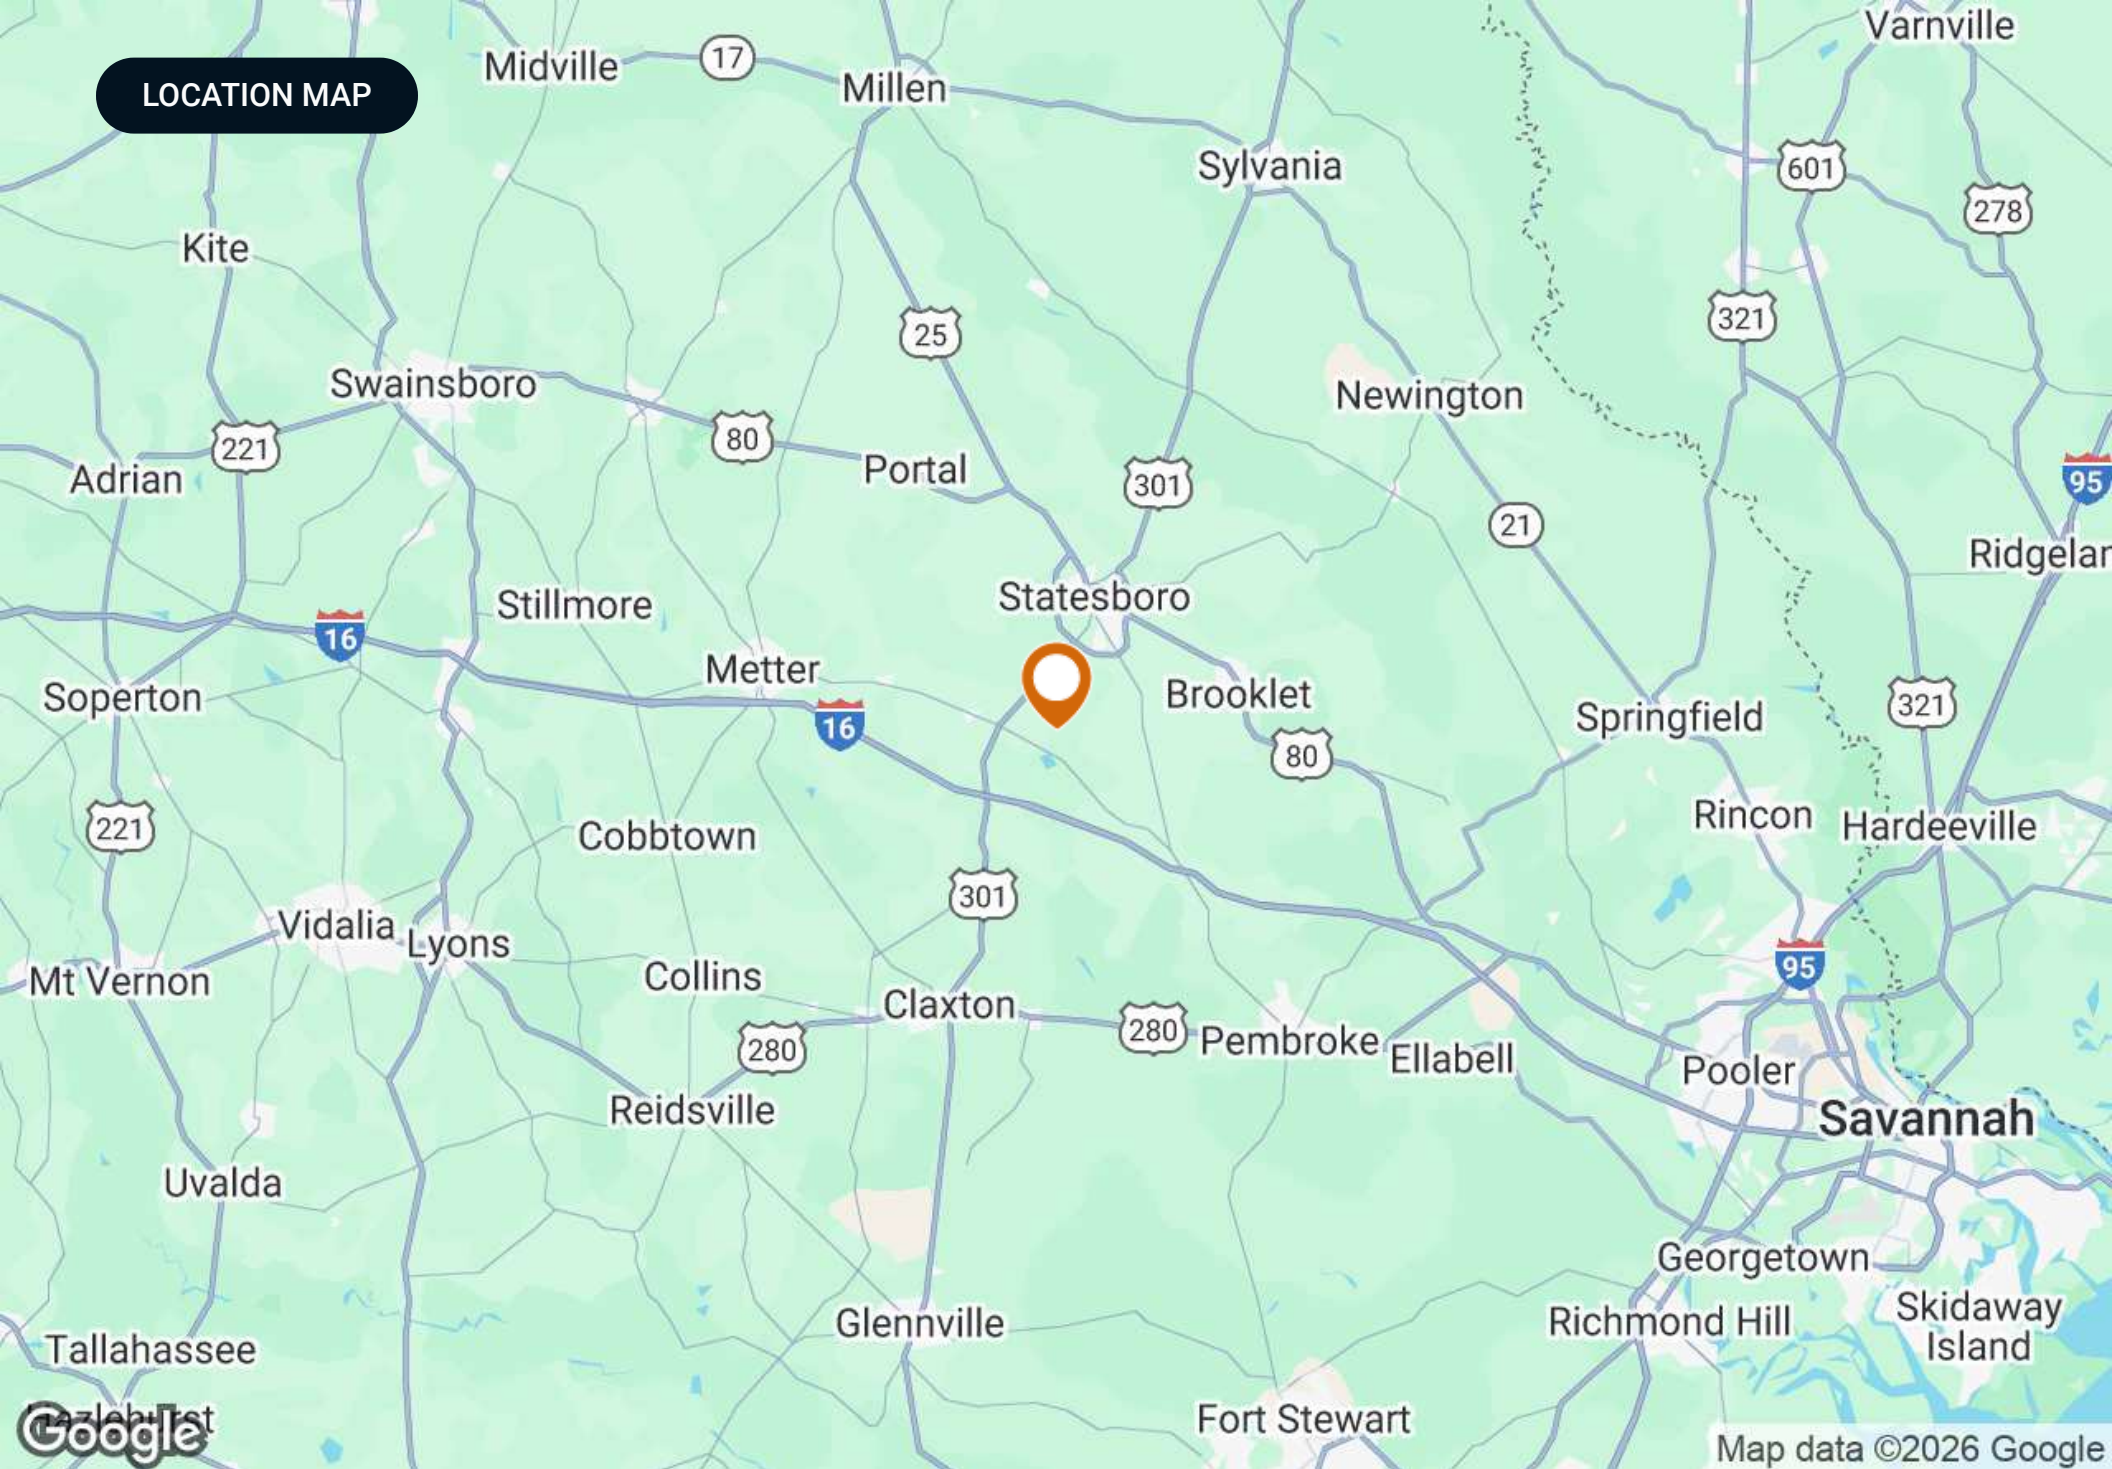 LOCATION MAP
Midville
17
Millen
Varnville
Sylvania
601
278
Kite
25
321
Swainsboro
Newington
221
80
Portal
301
95
Adrian
21
Ridgelan
Statesboro
16
Stillmore
Metter
Brooklet
Soperton
16
Springfield
321
80
221
Cobbtown
Rincon
Hardeeville
301
Vidalia
Lyons
95
Mt Vernon
Collins
Claxton
280
280
Pembroke
Ellabell
Pooler
Reidsville
Savannah
Uvalda
Georgetown
Glennville
Richmond Hill
Skidaway
Island
Tallahassee
Hazlehurst
Google
Fort Stewart
Map data ©2026 Google